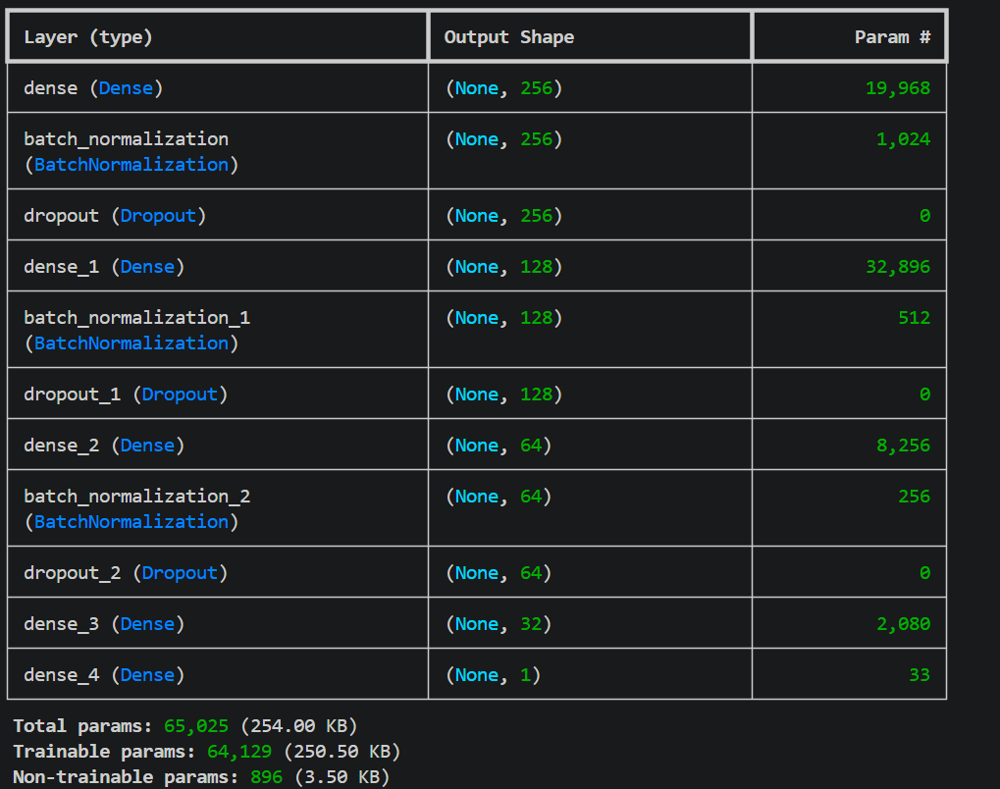 Layer (type) Output Shape Param #
dense (Dense) (None, 256) 19,968
batch_normalization (None, 256) 1,024
(BatchNormalization)
dropout (Dropout) (None, 256) 0
dense_1 (Dense) (None, 128) 32,896
batch_normalization_1 (None, 128) 512
(BatchNormalization)
dropout_1 (Dropout) (None, 128) 0
dense_2 (Dense) (None, 64) 8,256
batch_normalization_2 (None, 64) 256
(BatchNormalization)
dropout_2 (Dropout) (None, 64) 0
dense_3 (Dense) (None, 32) 2,080
dense_4 (Dense) (None, 1) 33
Total params: 65,025 (254.00 KB)
Trainable params: 64,129 (250.50 KB)
Non-trainable params: 896 (3.50 KB)